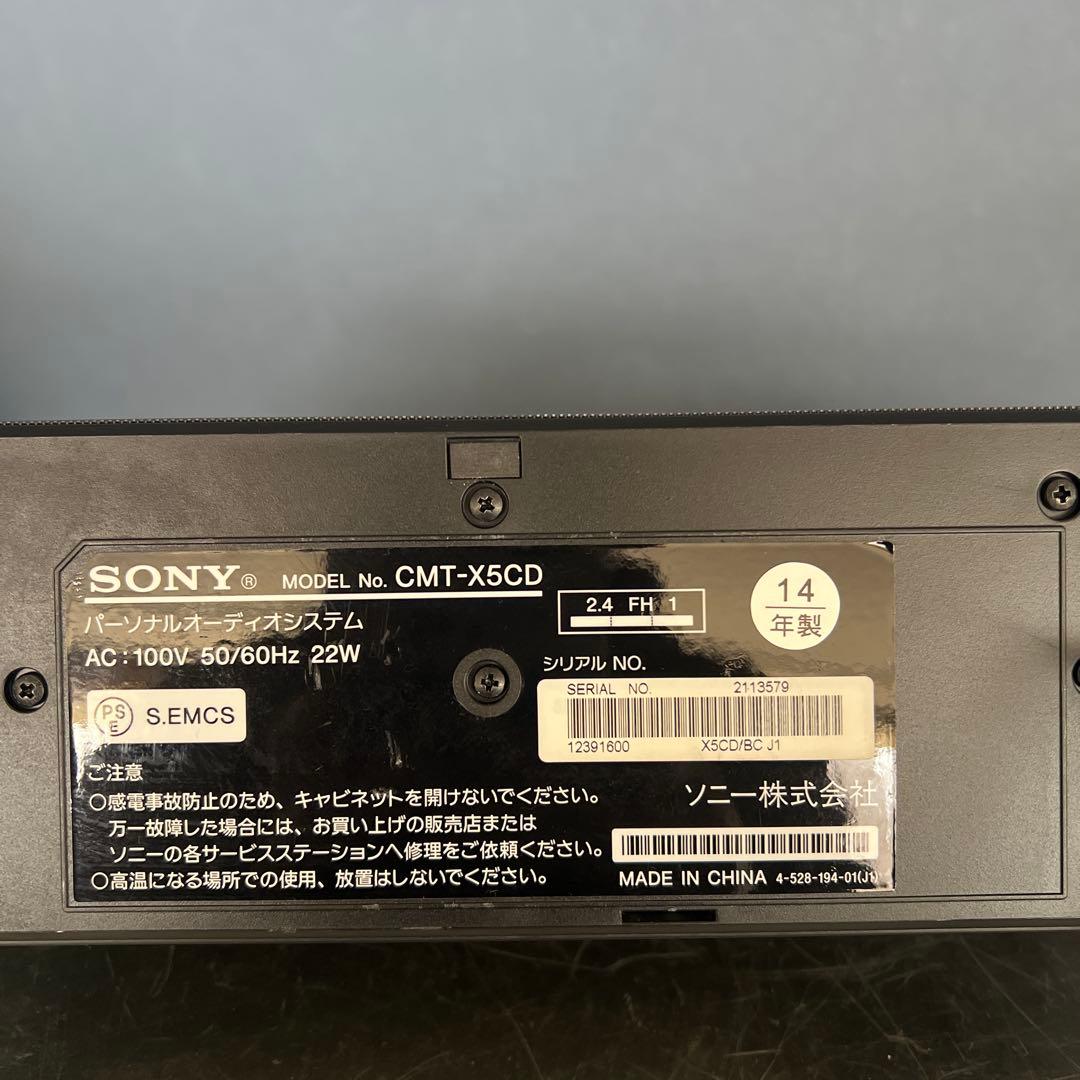 SONY® MODEL No. CMT-X5CD
パーソナルオーディオシステム
AC:100V 50/60Hz 22W
2.4 FH 1
14
年製
シリアル NO.
SERIAL NO. 2113579
12391600 X5CD/BC J1
PS
E
S.EMCS
ご注意
○感電事故防止のため、キャビネットを開けないでください。
万一故障した場合には、お買い上げの販売店または
ソニーの各サービスステーションへ修理をご依頼ください。
○高温になる場所での使用、放置はしないでください。
ソニー株式会社
MADE IN CHINA 4-528-194-01(J1)